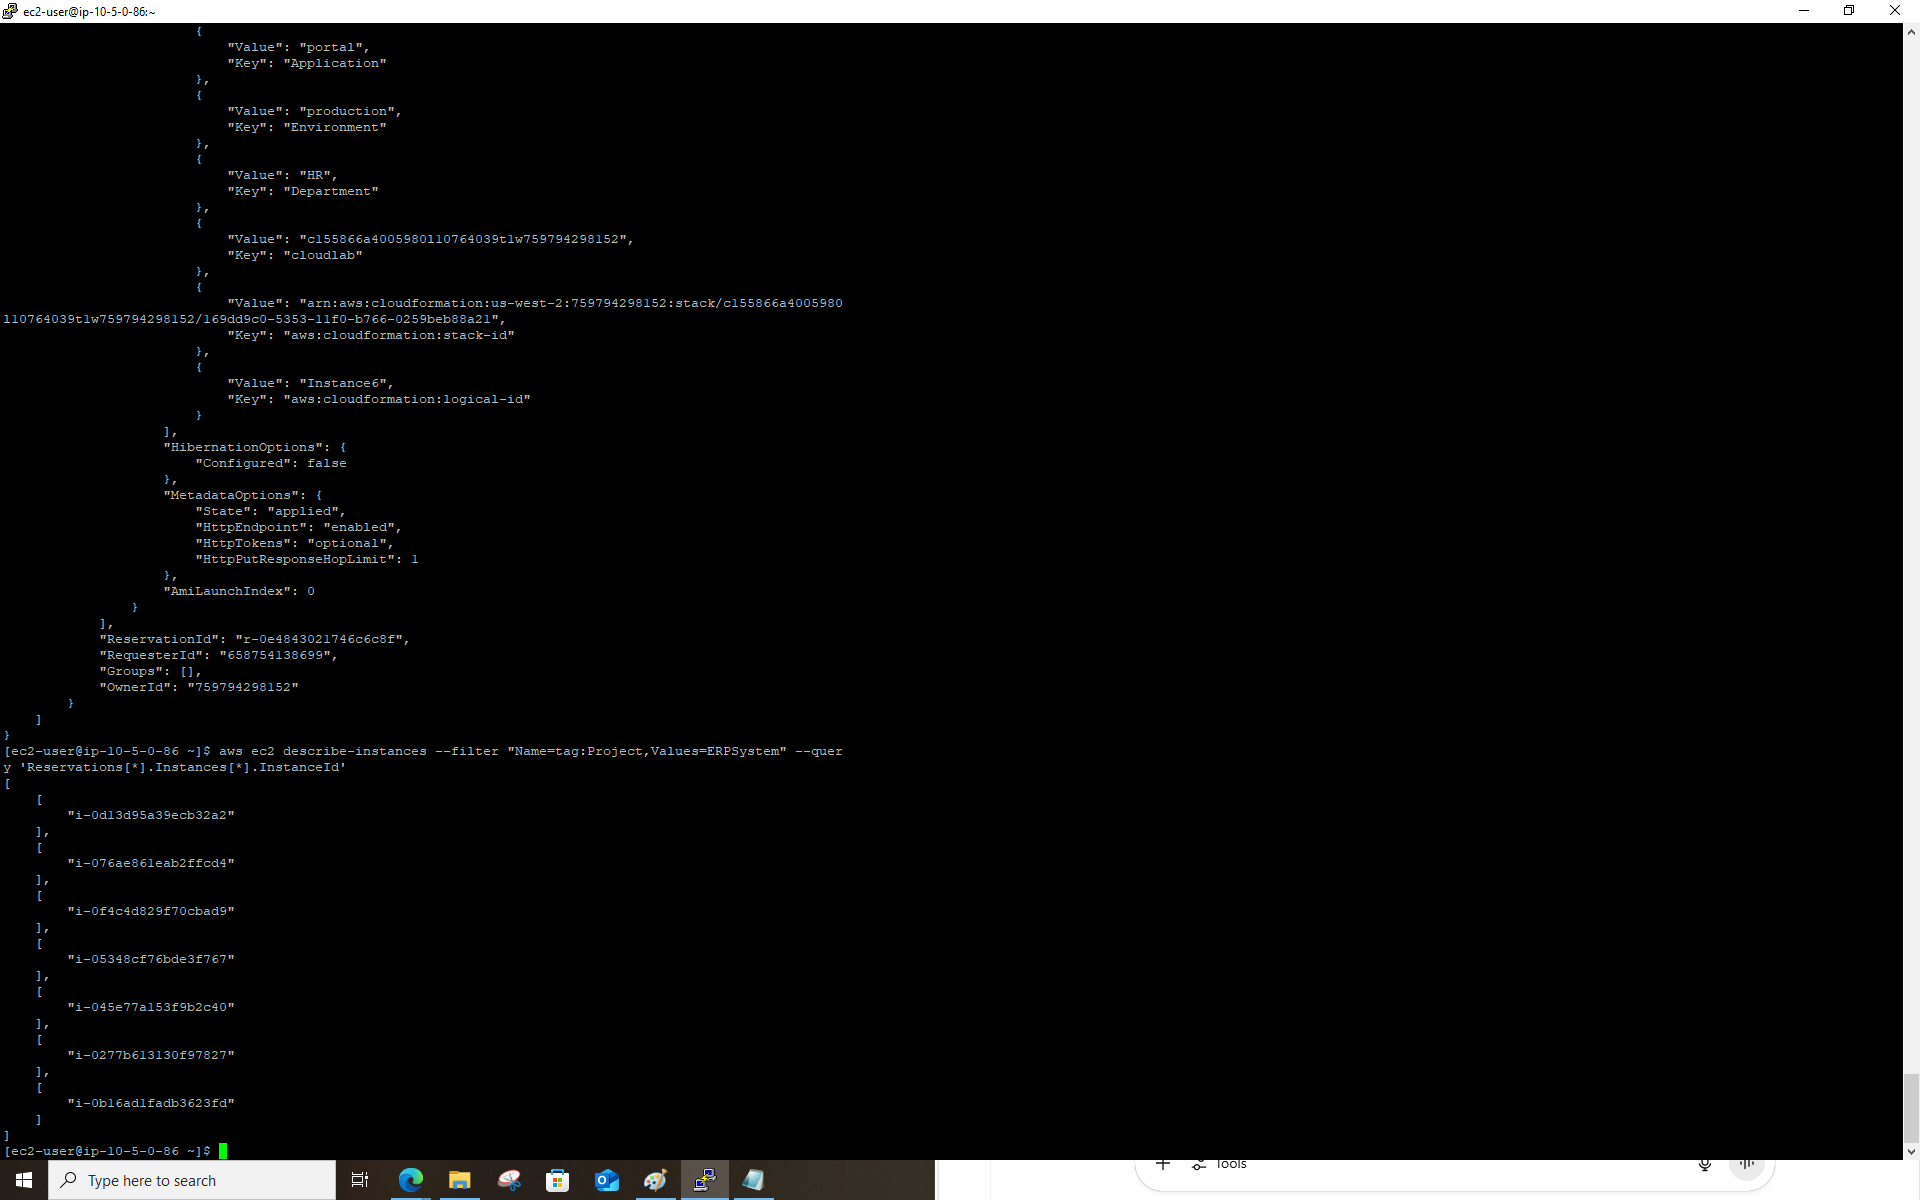 ec2-user@ip-10-5-0-86:~
{
"Value": "portal",
"Key": "Application"
},
{
"Value": "production",
"Key": "Environment"
},
{
"Value": "HR",
"Key": "Department"
},
{
"Value": "c155866a4005980l10764039t1w759794298152",
"Key": "cloudlab"
},
{
"Value": "arn:aws:cloudformation:us-west-2:759794298152:stack/c155866a4005980
l10764039t1w759794298152/169dd9c0-5353-11f0-b766-0259beb88a21",
"Key": "aws:cloudformation:stack-id"
},
{
"Value": "Instance6",
"Key": "aws:cloudformation:logical-id"
}
],
"HibernationOptions": {
"Configured": false
},
"MetadataOptions": {
"State": "applied",
"HttpEndpoint": "enabled",
"HttpTokens": "optional",
"HttpPutResponseHopLimit": 1
},
"AmiLaunchIndex": 0
}
],
"ReservationId": "r-0e4843021746c6c8f",
"RequesterId": "658754138699",
"Groups": [],
"OwnerId": "759794298152"
}
]
}
[ec2-user@ip-10-5-0-86 ~]$ aws ec2 describe-instances --filter "Name=tag:Project,Values=ERPSystem" --quer
y 'Reservations[*].Instances[*].InstanceId'
[
[
"i-0d13d95a39ecb32a2"
],
[
"i-076ae861eab2ffcd4"
],
[
"i-0f4c4d829f70cbad9"
],
[
"i-05348cf76bde3f767"
],
[
"i-045e77a153f9b2c40"
],
[
"i-0277b613130f97827"
],
[
"i-0b16ad1fadb3623fd"
]
]
[ec2-user@ip-10-5-0-86 ~]$
Type here to search
Tools